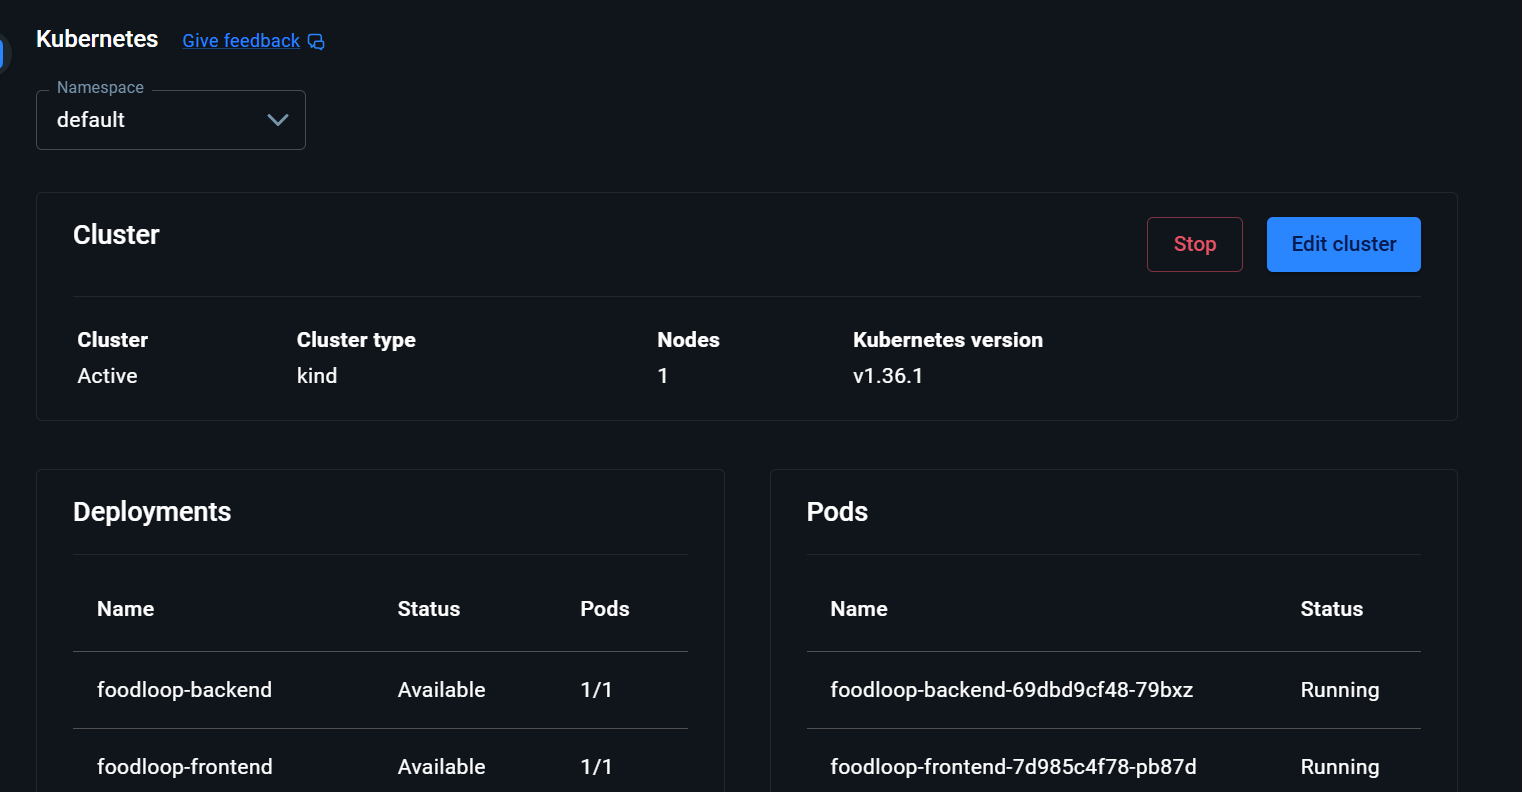 Kubernetes Give feedback
Namespace
default
Cluster
Stop Edit cluster
Cluster Cluster type Nodes Kubernetes version
Active kind 1 v1.36.1
Deployments
Name Status Pods
foodloop-backend Available 1/1
foodloop-frontend Available 1/1
Pods
Name Status
foodloop-backend-69dbd9cf48-79bxz Running
foodloop-frontend-7d985c4f78-pb87d Running